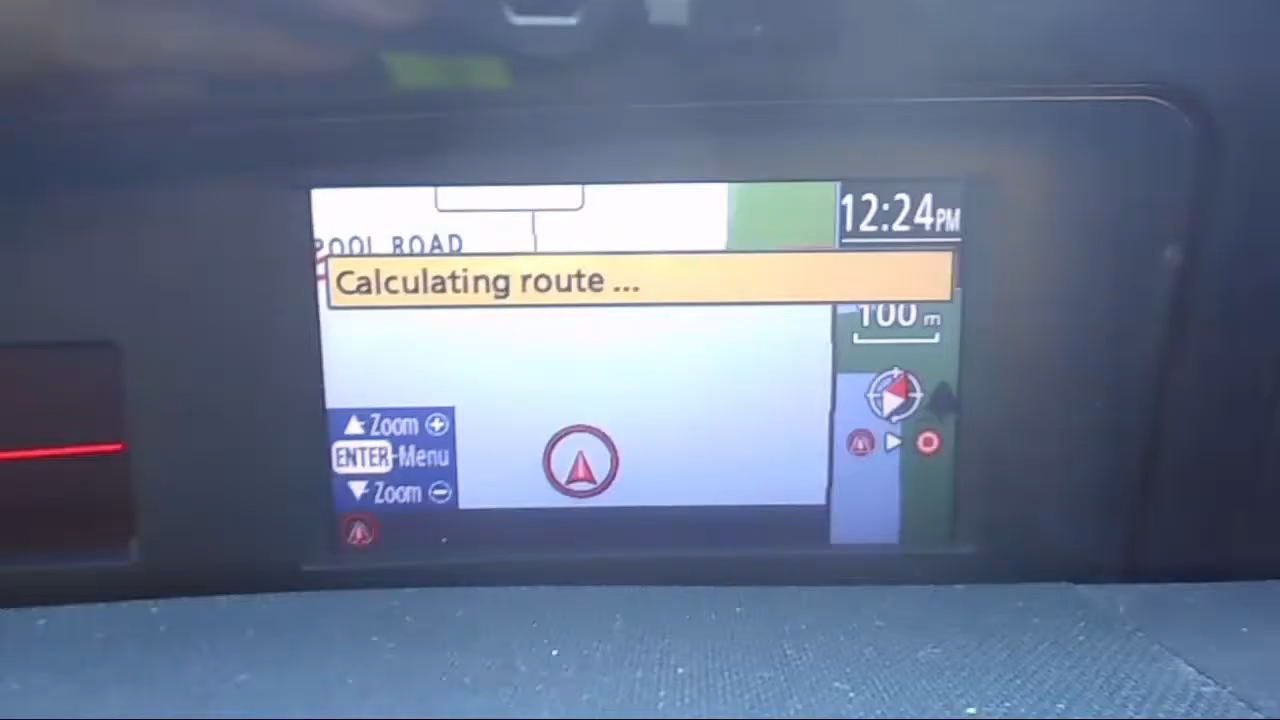 POOL ROAD
12:24PM
Calculating route ...
100 m
Zoom
ENTER-Menu
Zoom